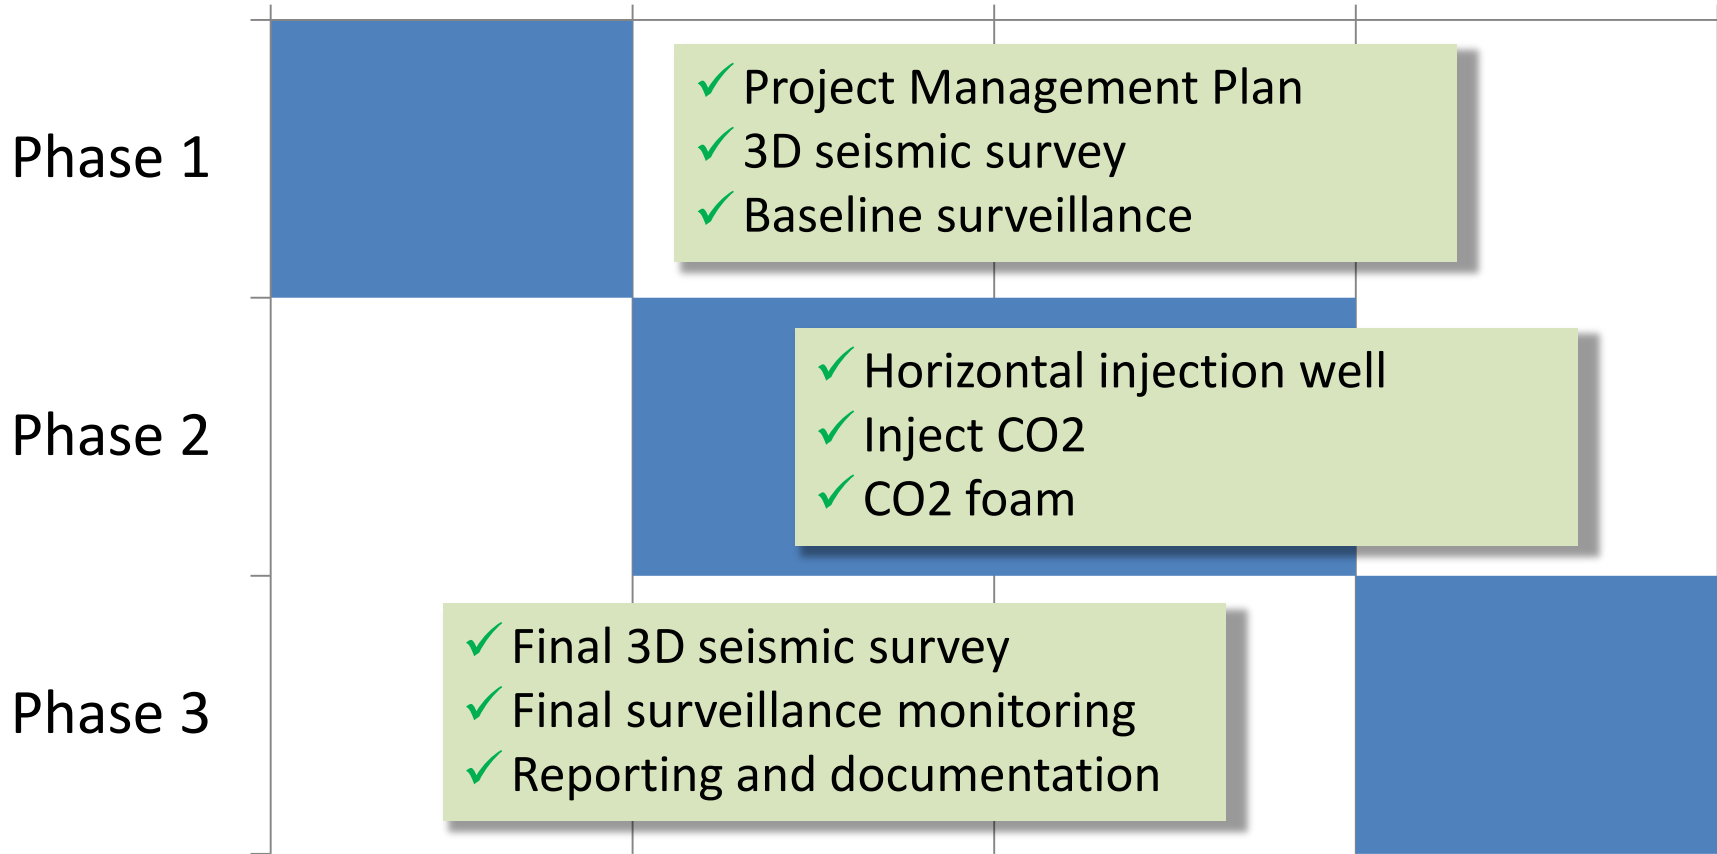 Phase 1
✓ Project Management Plan
✓ 3D seismic survey
✓ Baseline surveillance
Phase 2
✓ Horizontal injection well
✓ Inject CO2
✓ CO2 foam
Phase 3
✓ Final 3D seismic survey
✓ Final surveillance monitoring
✓ Reporting and documentation